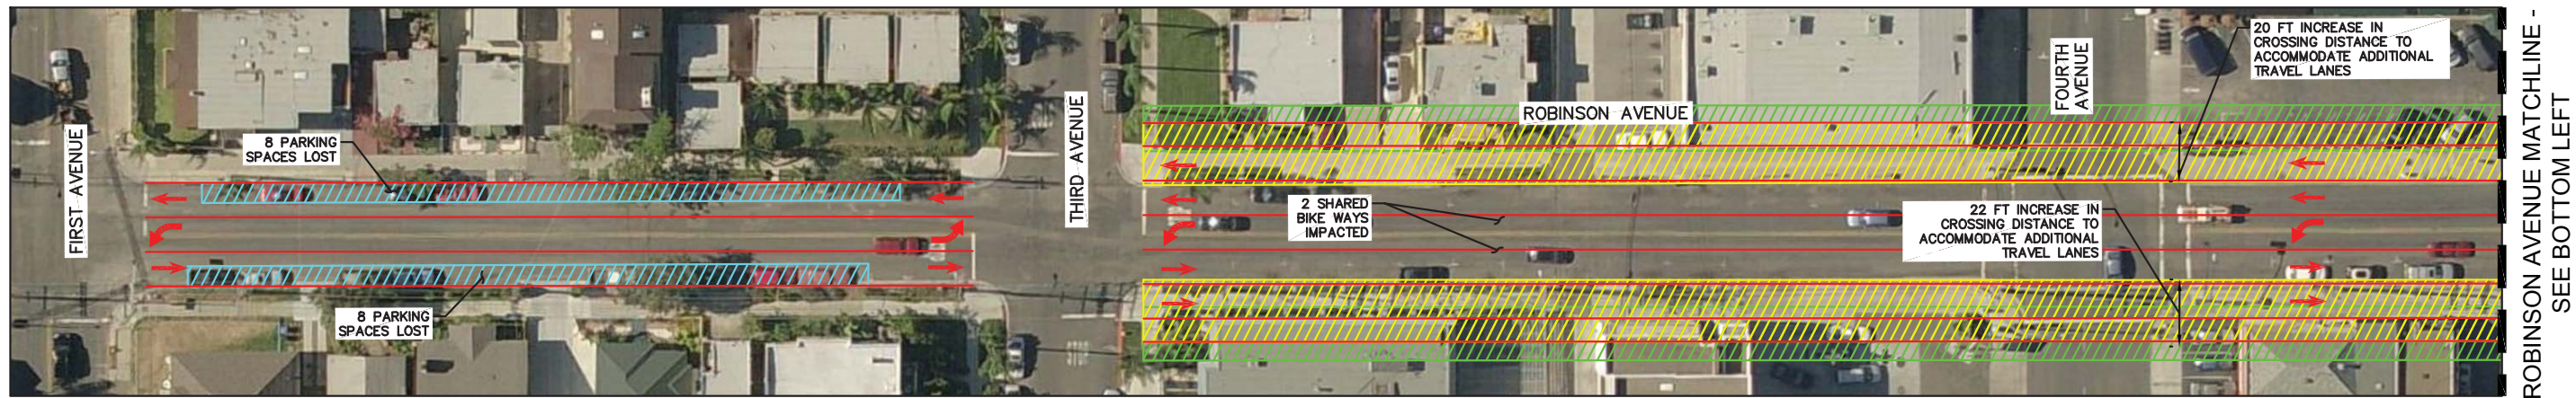 FIRST AVENUE
8 PARKING
SPACES LOST
8 PARKING
SPACES LOST
THIRD AVENUE
ROBINSON AVENUE
2 SHARED
BIKE WAYS
IMPACTED
FOURTH
AVENUE
20 FT INCREASE IN
CROSSING DISTANCE TO
ACCOMMODATE ADDITIONAL
TRAVEL LANES
22 FT INCREASE IN
CROSSING DISTANCE TO
ACCOMMODATE ADDITIONAL
TRAVEL LANES
ROBINSON AVENUE MATCHLINE -
SEE BOTTOM LEFT